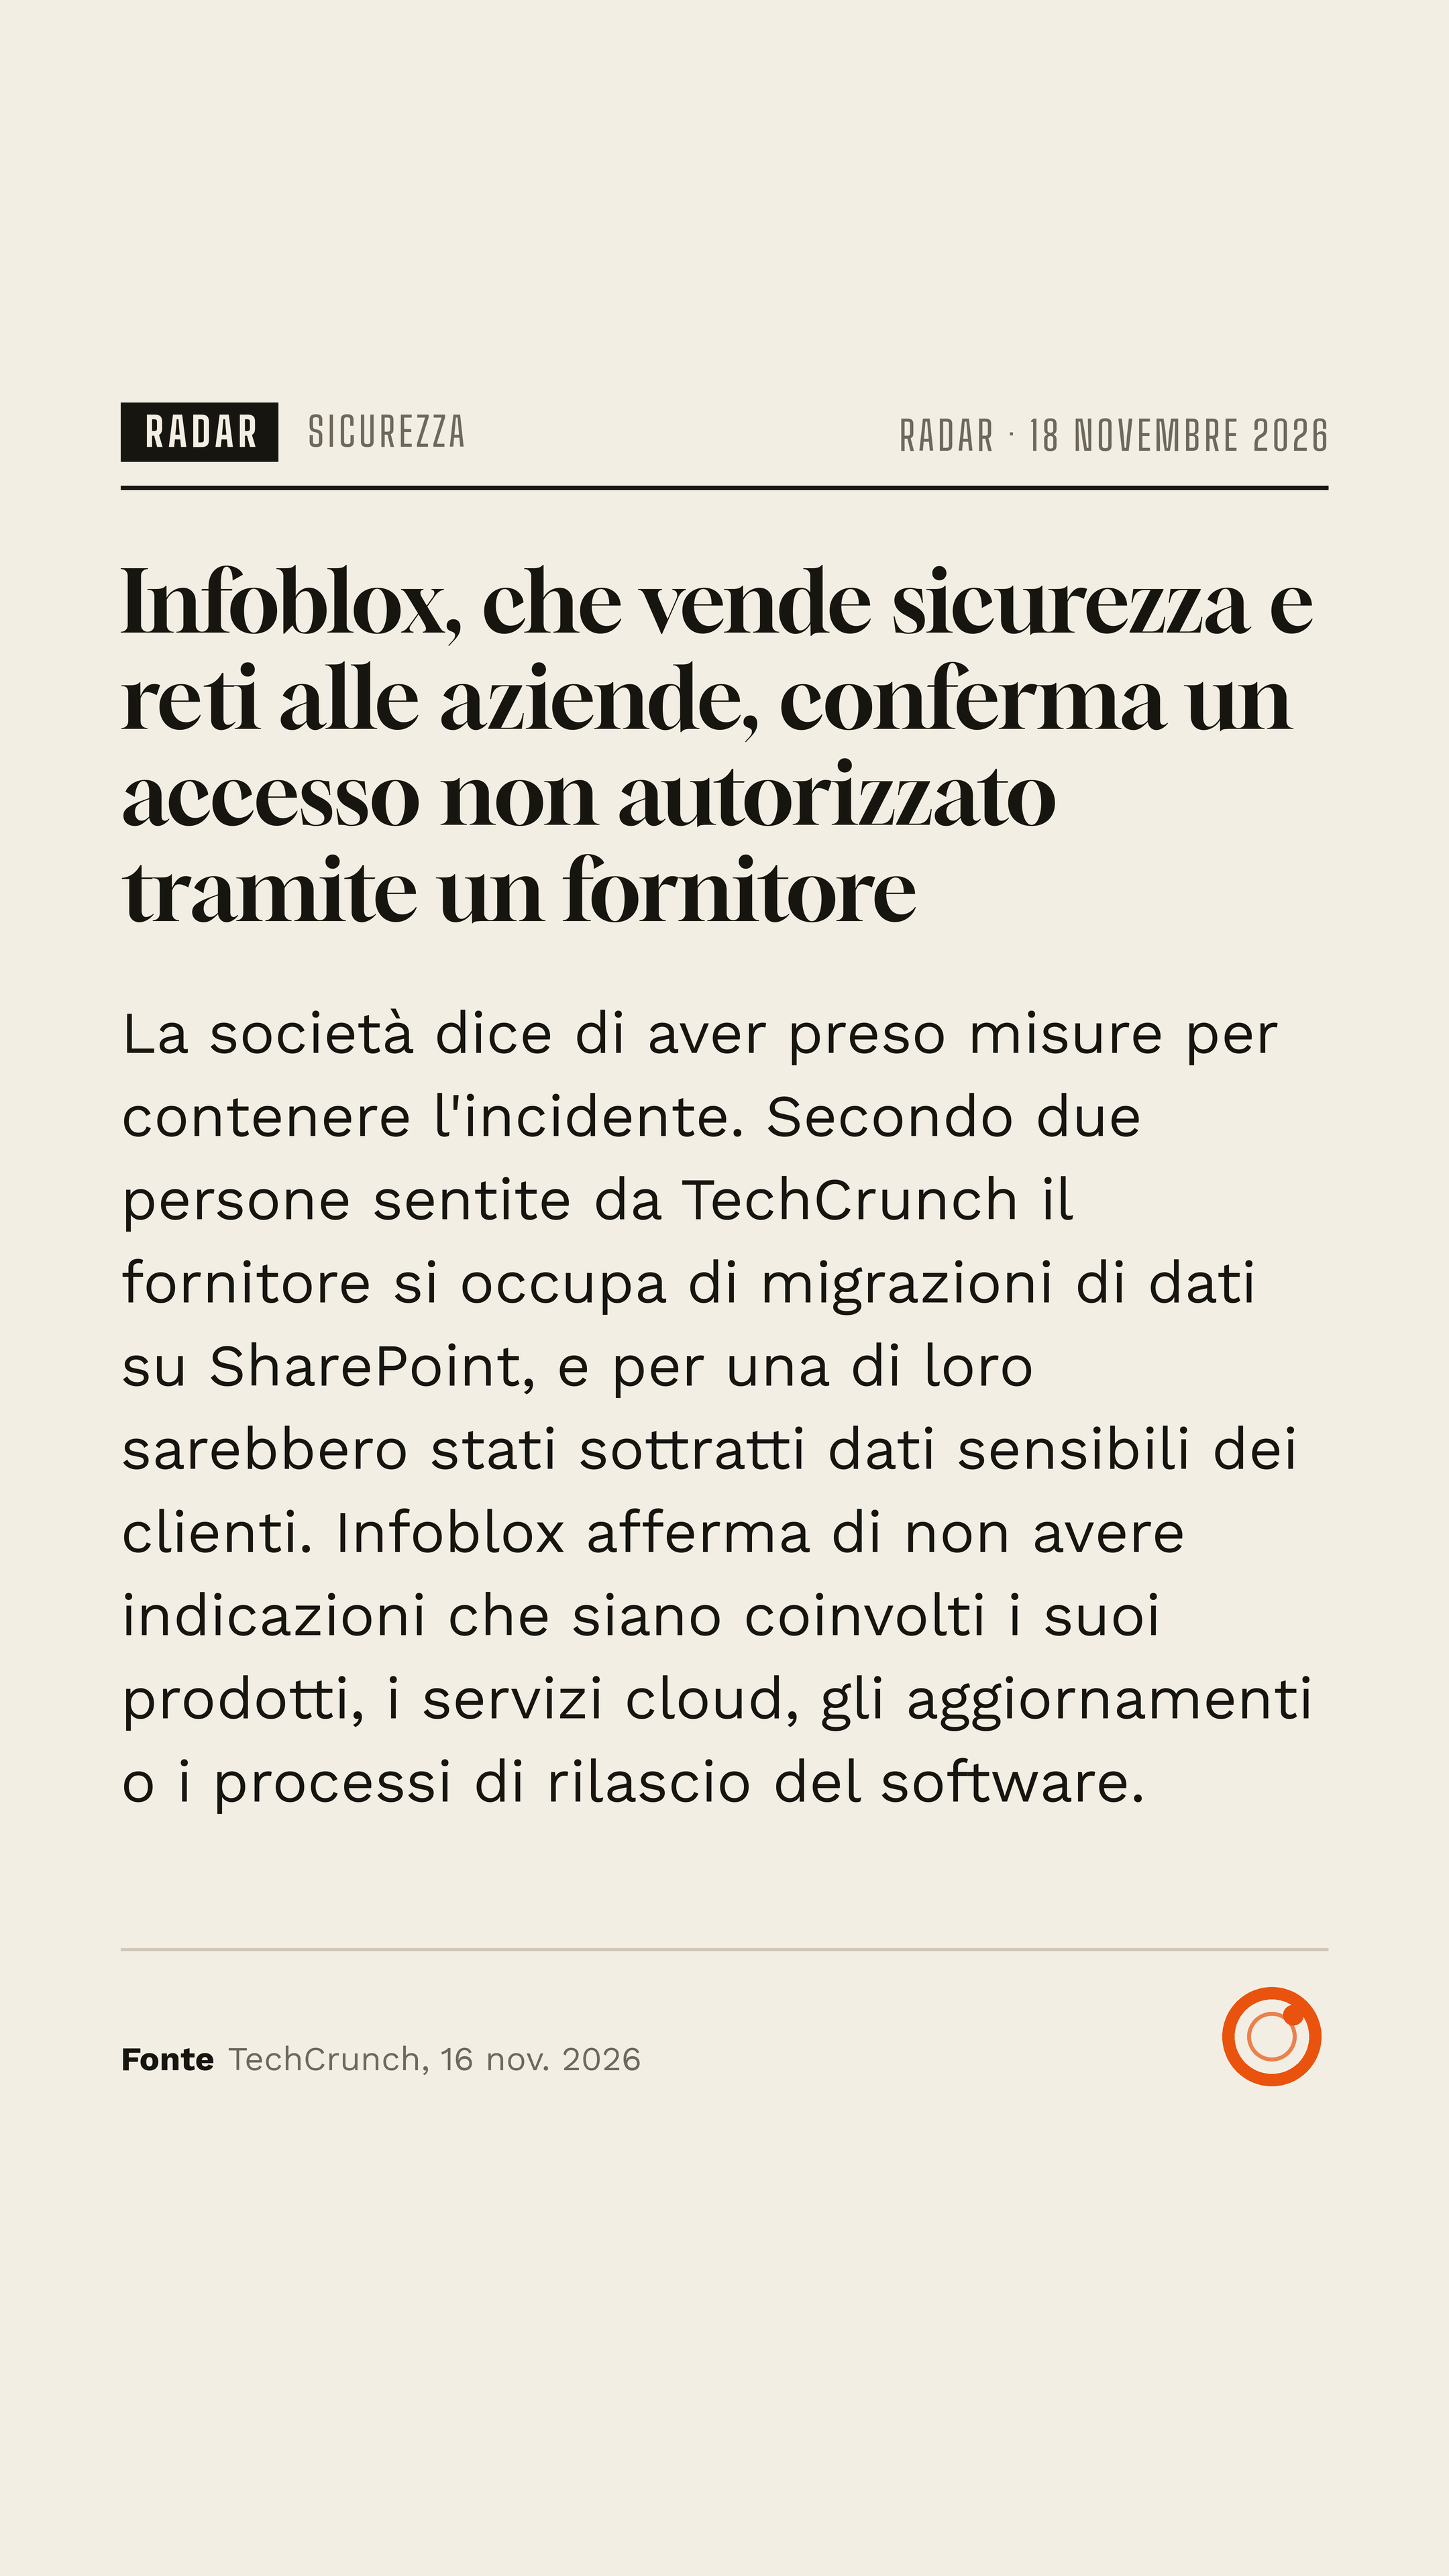 RADAR SICUREZZA RADAR · 18 NOVEMBRE 2026
Infoblox, che vende sicurezza e
reti alle aziende, conferma un
accesso non autorizzato
tramite un fornitore
La società dice di aver preso misure per
contenere l'incidente. Secondo due
persone sentite da TechCrunch il
fornitore si occupa di migrazioni di dati
su SharePoint, e per una di loro
sarebbero stati sottratti dati sensibili dei
clienti. Infoblox afferma di non avere
indicazioni che siano coinvolti i suoi
prodotti, i servizi cloud, gli aggiornamenti
o i processi di rilascio del software.
Fonte TechCrunch, 16 nov. 2026